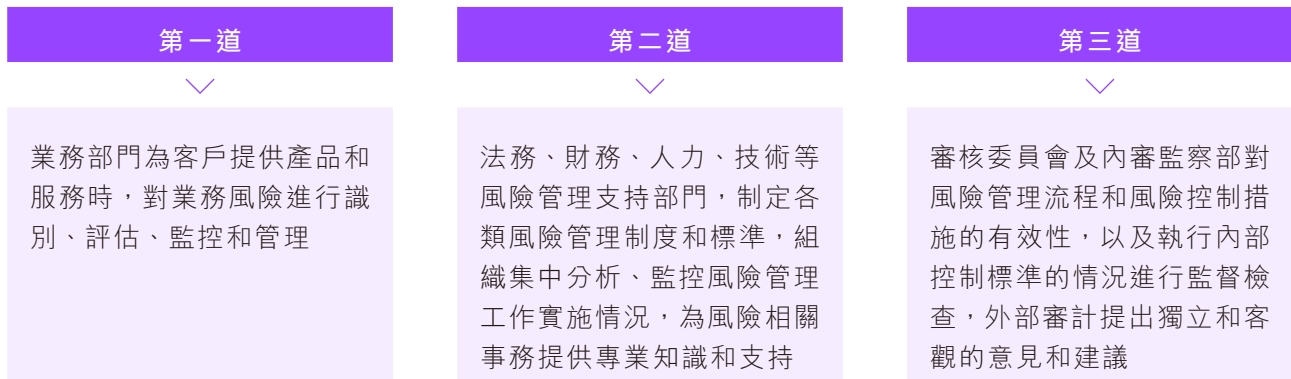 第一道
業務部門為客戶提供產品和
服務時，對業務風險進行識
別、評估、監控和管理
第二道
法務、財務、人力、技術等
風險管理支持部門，制定各
類風險管理制度和標準，組
織集中分析、監控風險管理
工作實施情況，為風險相關
事務提供專業知識和支持
第三道
審核委員會及內審監察部對
風險管理流程和風險控制措
施的有效性，以及執行內部
控制標準的情況進行監督檢
查，外部審計提出獨立和客
觀的意見和建議